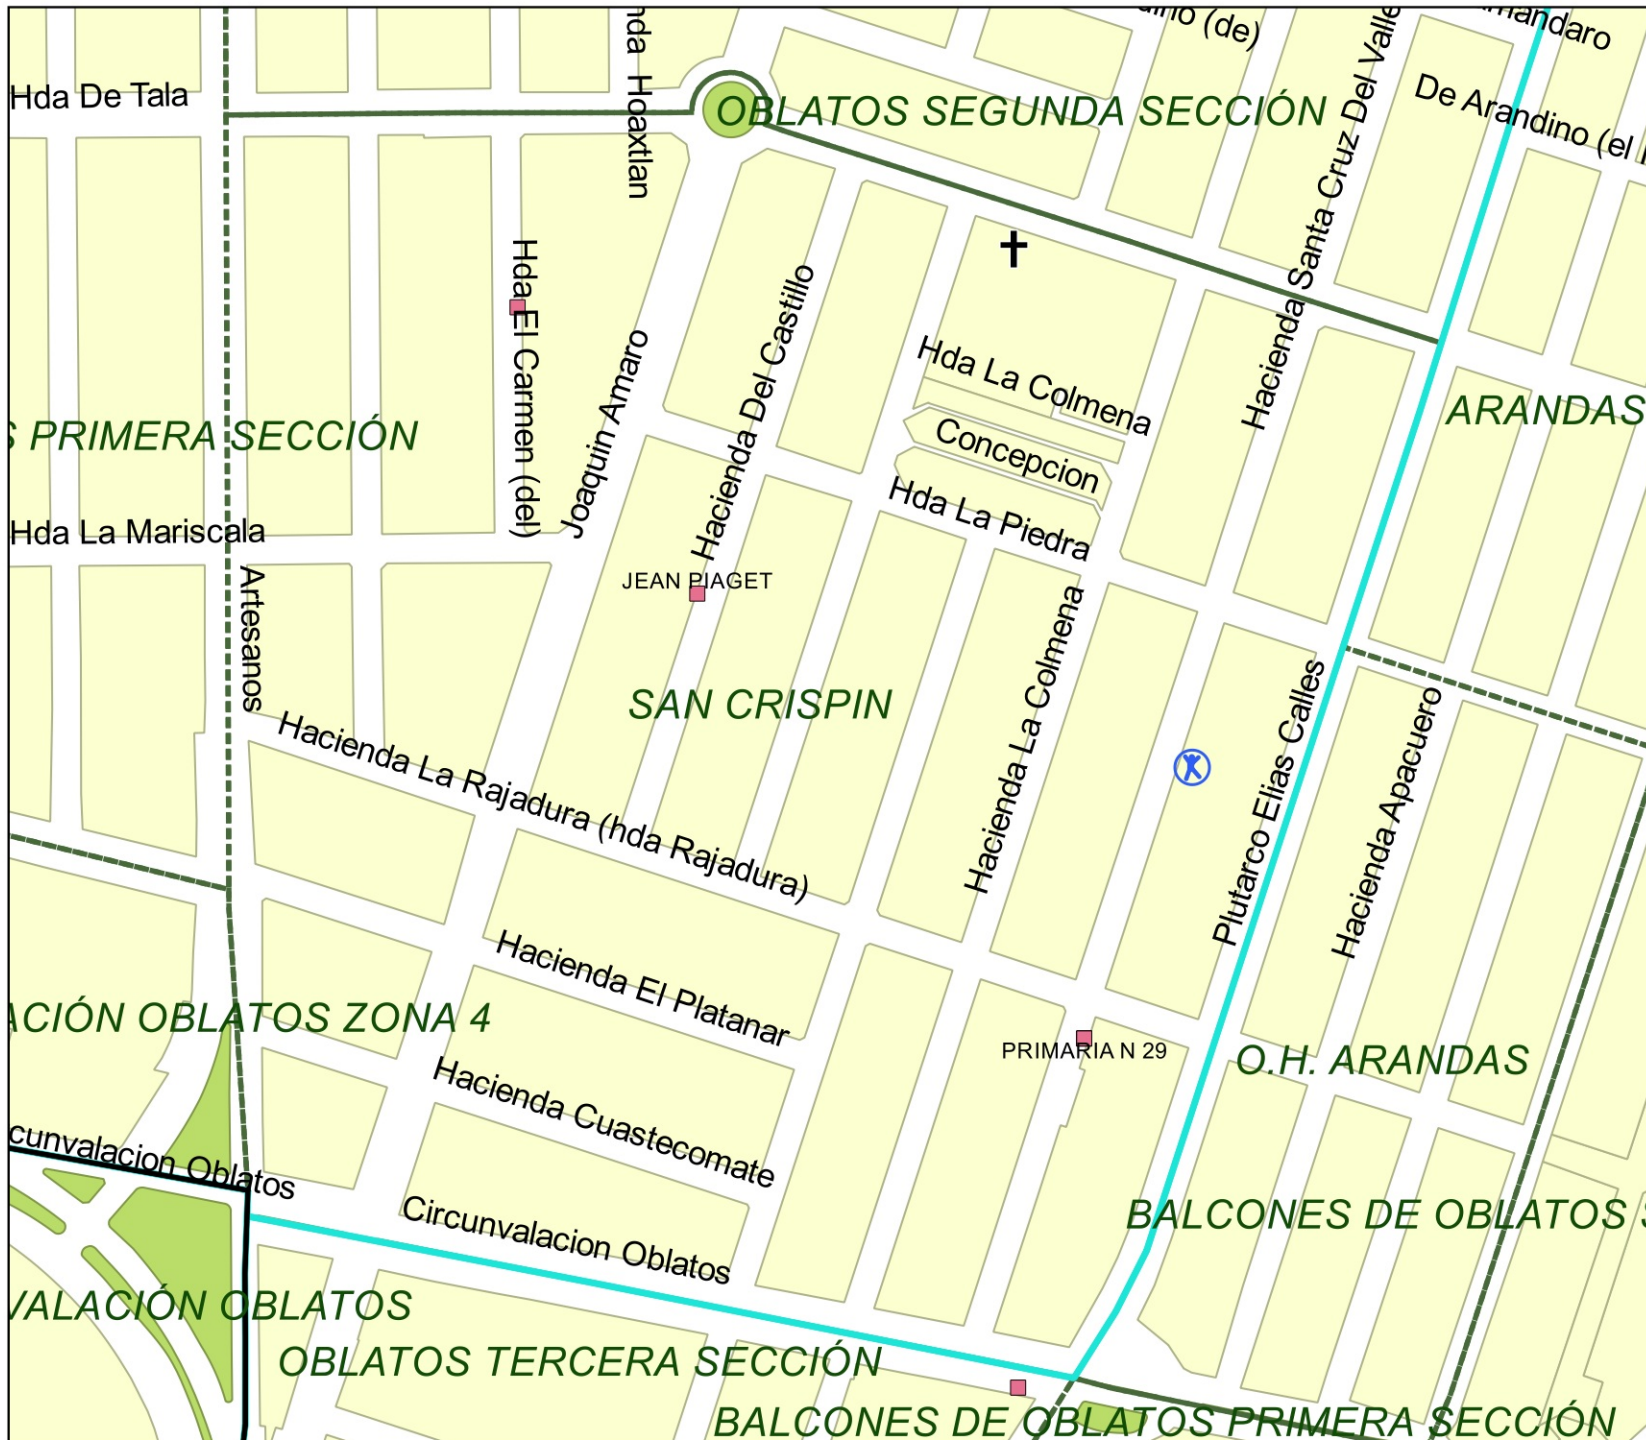 Hda De Tala
Hoaxtlan
(de)
OBLATOS SEGUNDA SECCIÓN
Hacienda Santa Cruz Del Valle
De Arandino (el
Hda El Carmen (del)
Joaquin Amaro
Hacienda Del Castillo
Hda La Colmena
Concepcion
Hda La Piedra
ARANDAS
PRIMERA SECCIÓN
Hda La Mariscala
Artesanos
JEAN PIAGET
SAN CRISPIN
Hacienda La Colmena
Plutarco Elias Calles
Hacienda Apacuero
Hacienda La Rajadura (hda Rajadura)
Hacienda El Platanar
OBLATOS ZONA 4
PRIMARIA N 29
O.H. ARANDAS
Hacienda Cuastecomate
cunvalacion Oblatos
Circunvalacion Oblatos
BALCONES DE OBLATOS
VALACIÓN OBLATOS
OBLATOS TERCERA SECCIÓN
BALCONES DE OBLATOS PRIMERA SECCIÓN